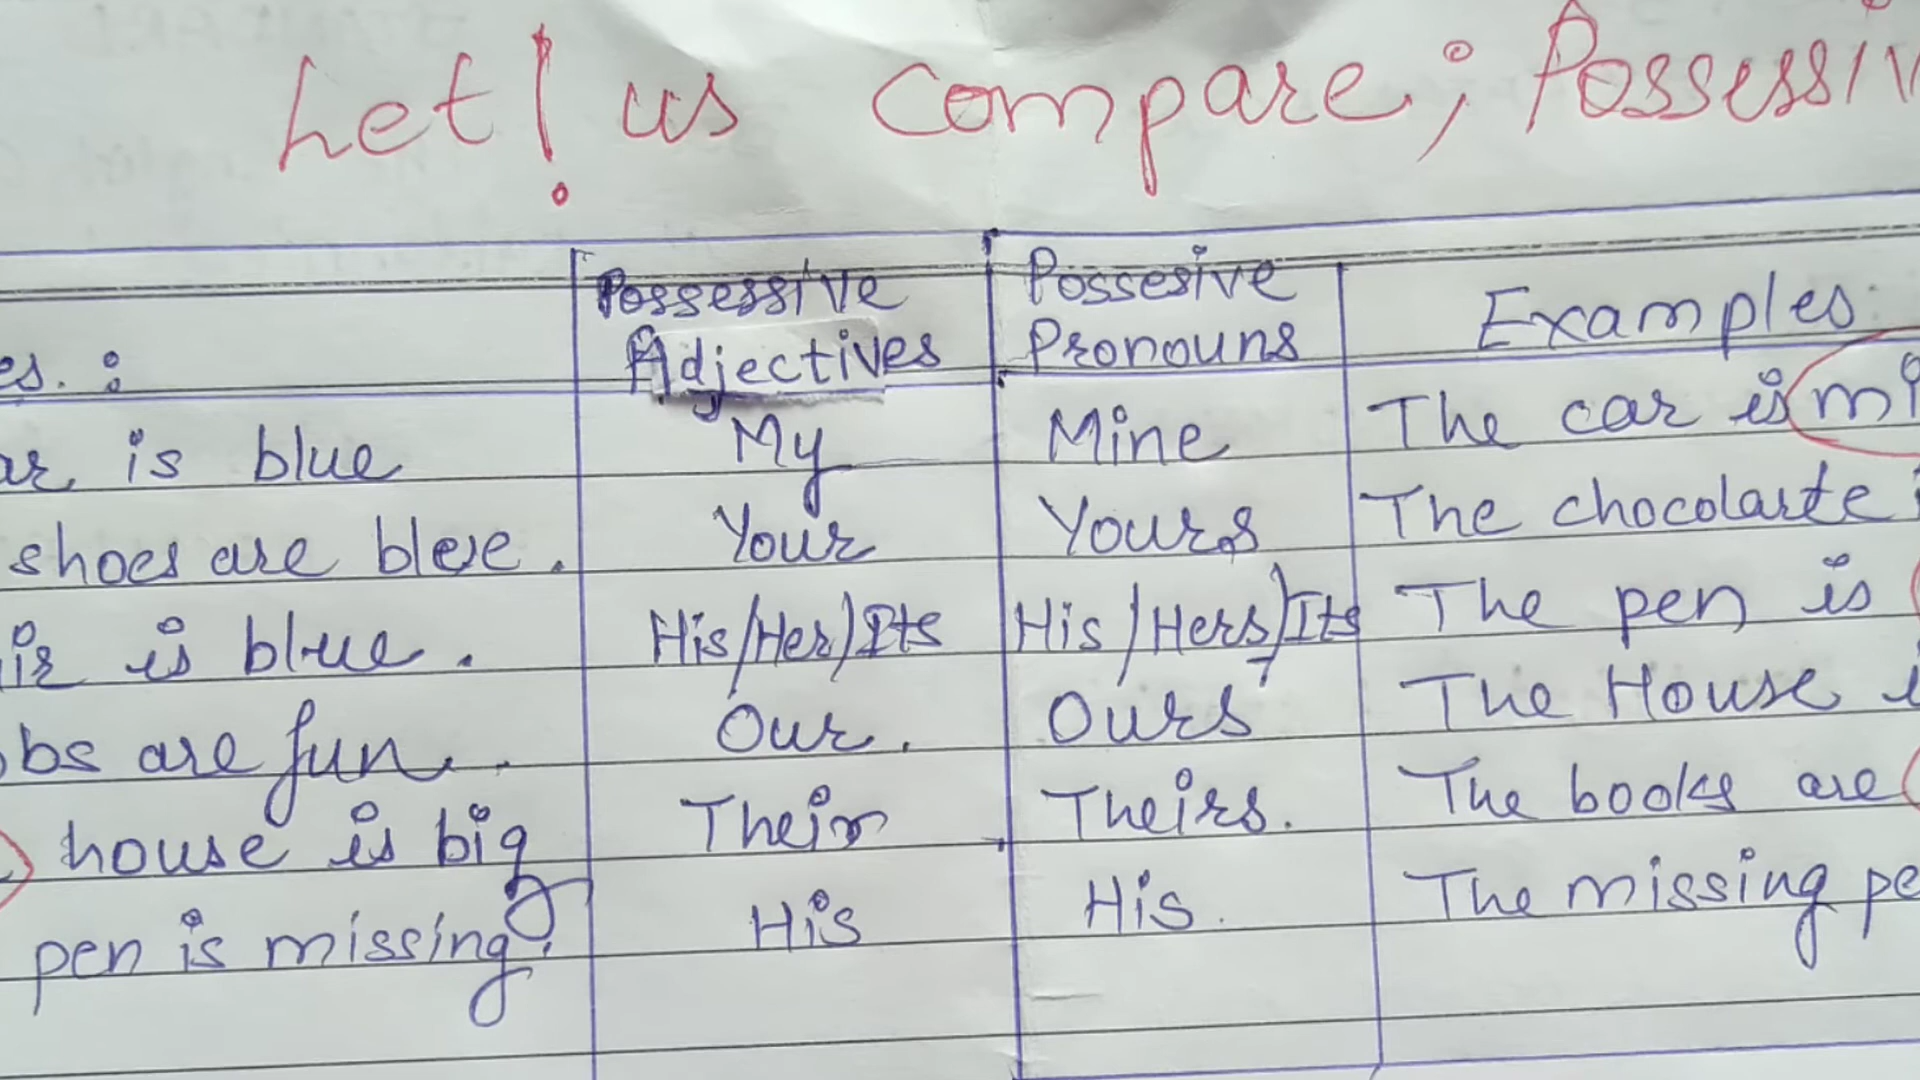 Let! us compare; Possessiv
Possessive Possesive
es. : Adjectives Pronouns Examples
ar is blue My Mine The car is mi
shoes are blue. Your Yours The chocolate i
ir is blue. His/Her/Its His/Hers/Its The pen is
bs are fun. Our. Ours The House i
house is big Their Theirs. The books are
pen is missing. His His. The missing pe